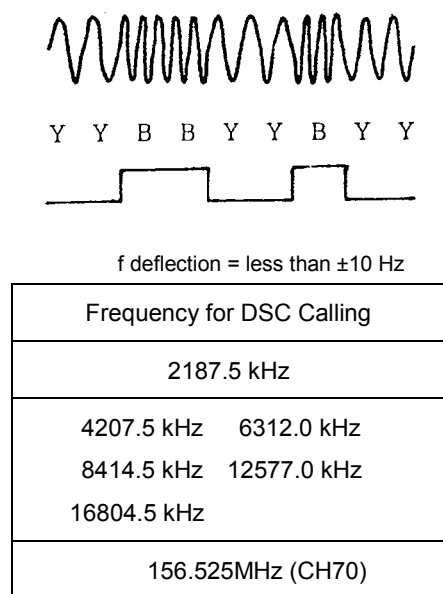 Y Y B B Y Y B Y Y
f deflection = less than ±10 Hz
Frequency for DSC Calling
2187.5 kHz
4207.5 kHz 6312.0 kHz
8414.5 kHz 12577.0 kHz
16804.5 kHz
156.525MHz (CH70)